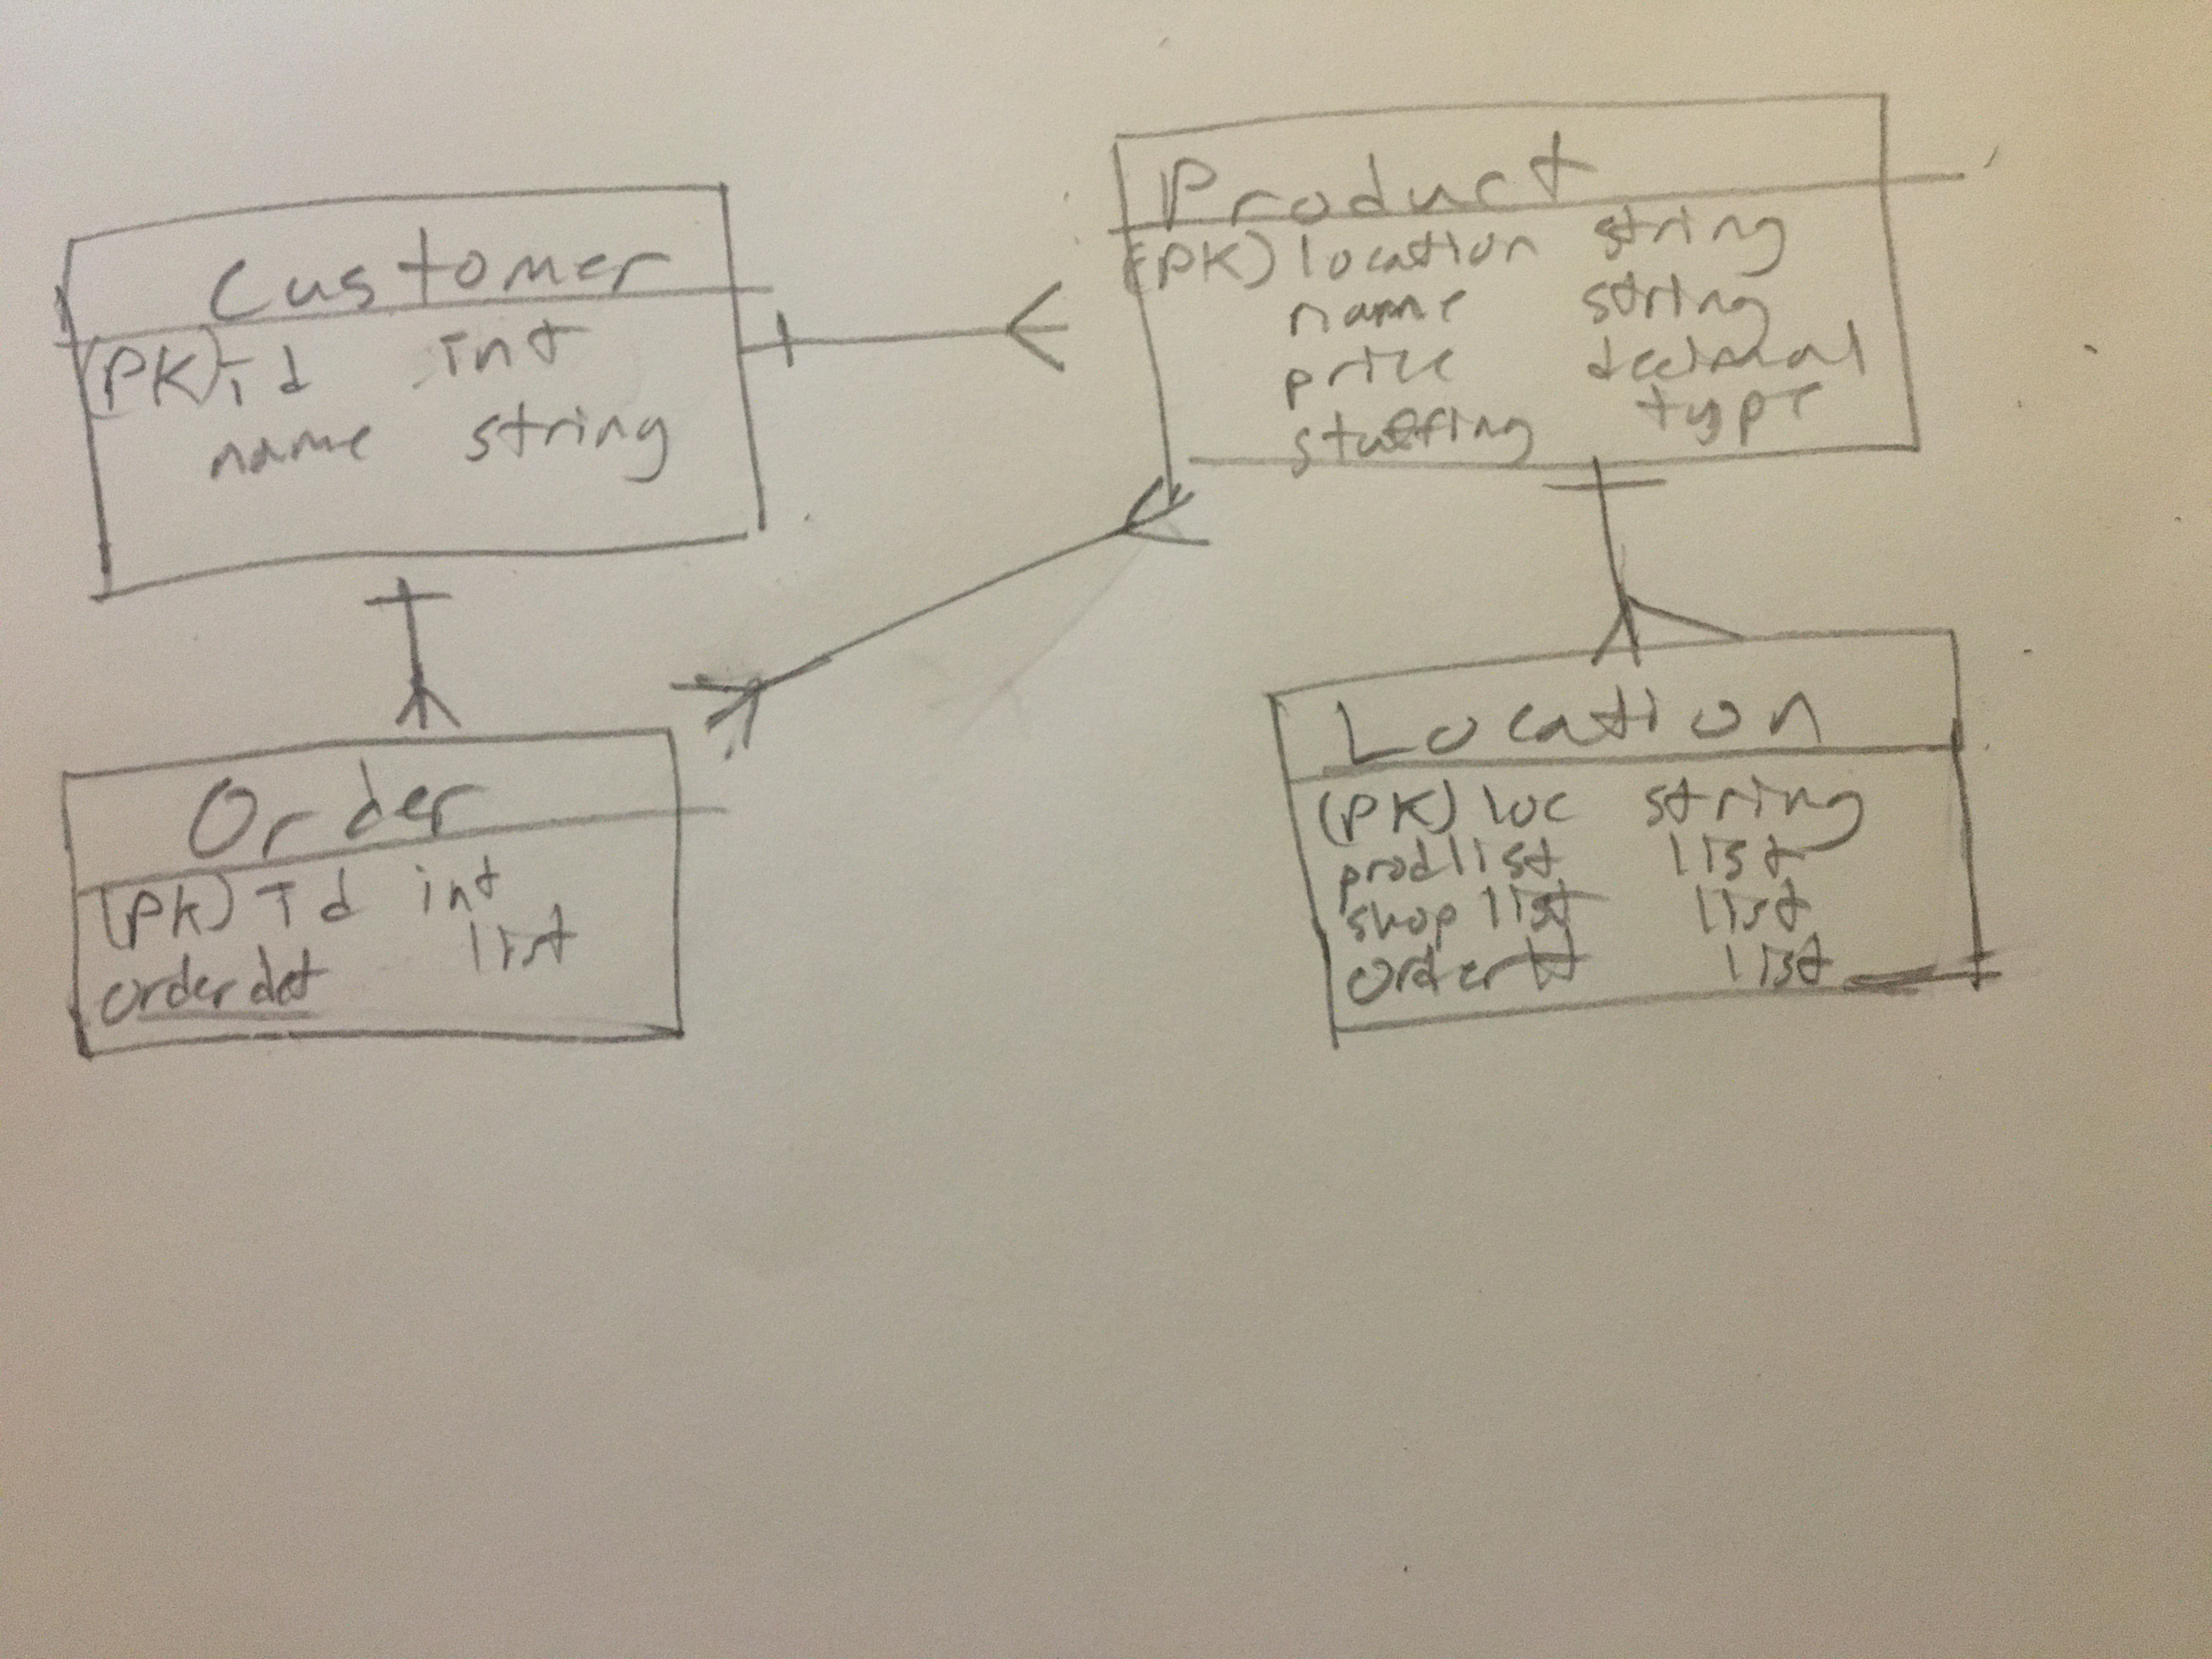 Customer
(PK) Id int
name string
Product
(PK) location string
name string
price decimal
stuffing type
Order
(PK) Id int
orderdet list
Location
(PK) loc string
prodlist list
shop list list
order list